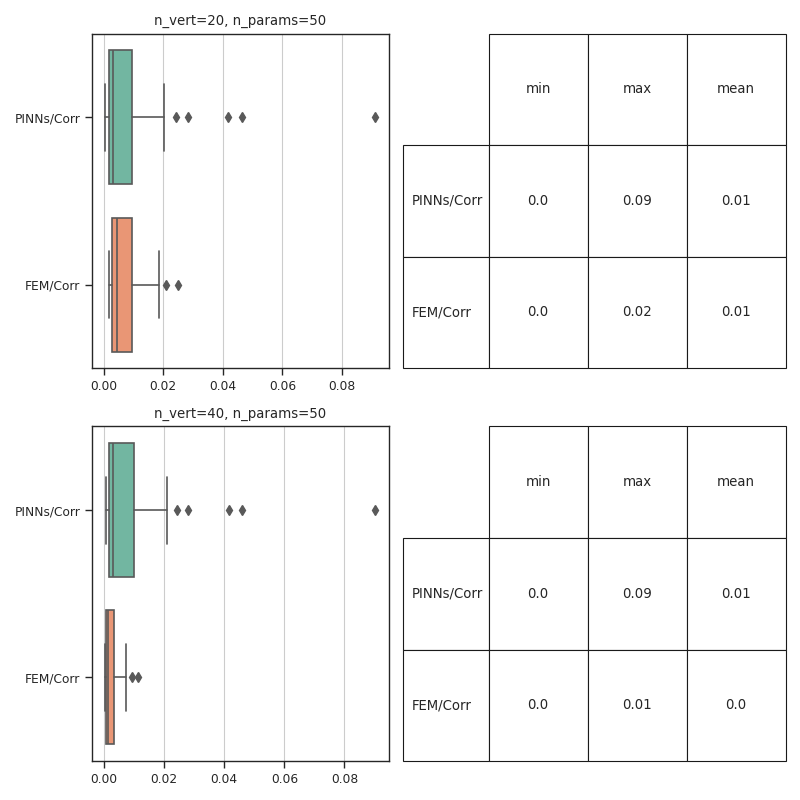 n_vert=20, n_params=50
PINNs/Corr
FEM/Corr
0.00 0.02 0.04 0.06 0.08
min max mean
PINNs/Corr 0.0 0.09 0.01
FEM/Corr 0.0 0.02 0.01
n_vert=40, n_params=50
PINNs/Corr
FEM/Corr
0.00 0.02 0.04 0.06 0.08
min max mean
PINNs/Corr 0.0 0.09 0.01
FEM/Corr 0.0 0.01 0.0